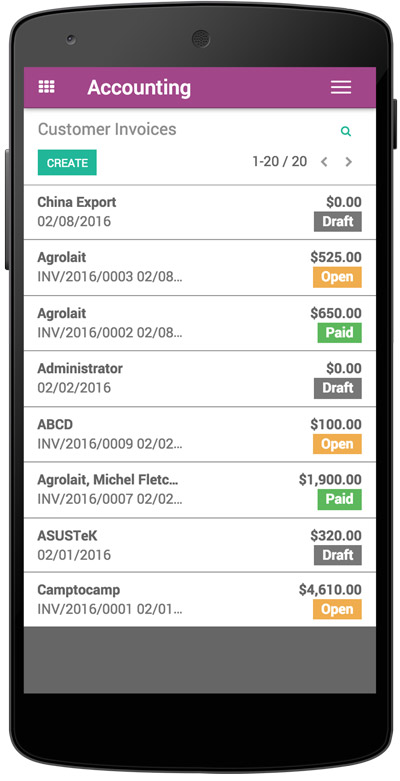 Accounting
Customer Invoices
CREATE 1-20 / 20
China Export $0.00
02/08/2016 Draft
Agrolait $525.00
INV/2016/0003 02/08... Open
Agrolait $650.00
INV/2016/0002 02/08... Paid
Administrator $0.00
02/02/2016 Draft
ABCD $100.00
INV/2016/0009 02/02... Open
Agrolait, Michel Fletc... $1,900.00
INV/2016/0007 02/02... Paid
ASUSTeK $320.00
02/01/2016 Draft
Camptocamp $4,610.00
INV/2016/0001 02/01... Open